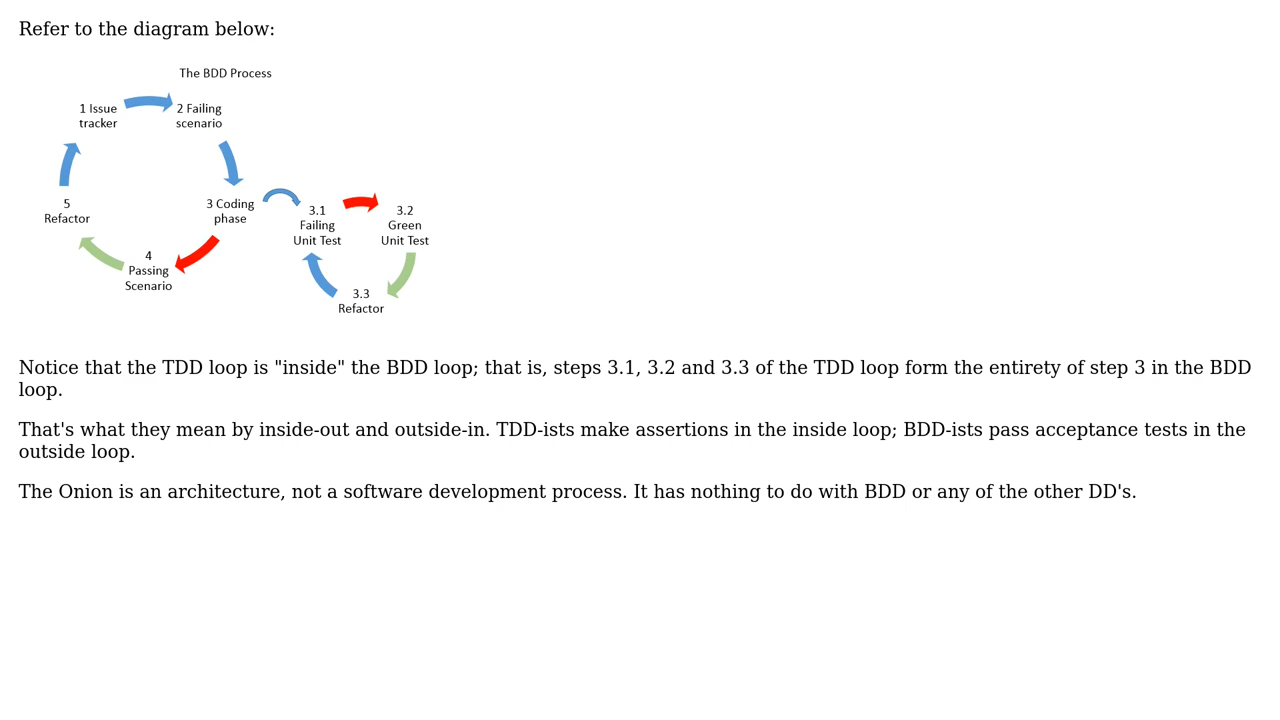 Refer to the diagram below:
The BDD Process
1 Issue
tracker
2 Failing
scenario
3 Coding
phase
3.1
Failing
Unit Test
3.2
Green
Unit Test
3.3
Refactor
4
Passing
Scenario
5
Refactor
Notice that the TDD loop is "inside" the BDD loop; that is, steps 3.1, 3.2 and 3.3 of the TDD loop form the entirety of step 3 in the BDD
loop.
That's what they mean by inside-out and outside-in. TDD-ists make assertions in the inside loop; BDD-ists pass acceptance tests in the
outside loop.
The Onion is an architecture, not a software development process. It has nothing to do with BDD or any of the other DD's.